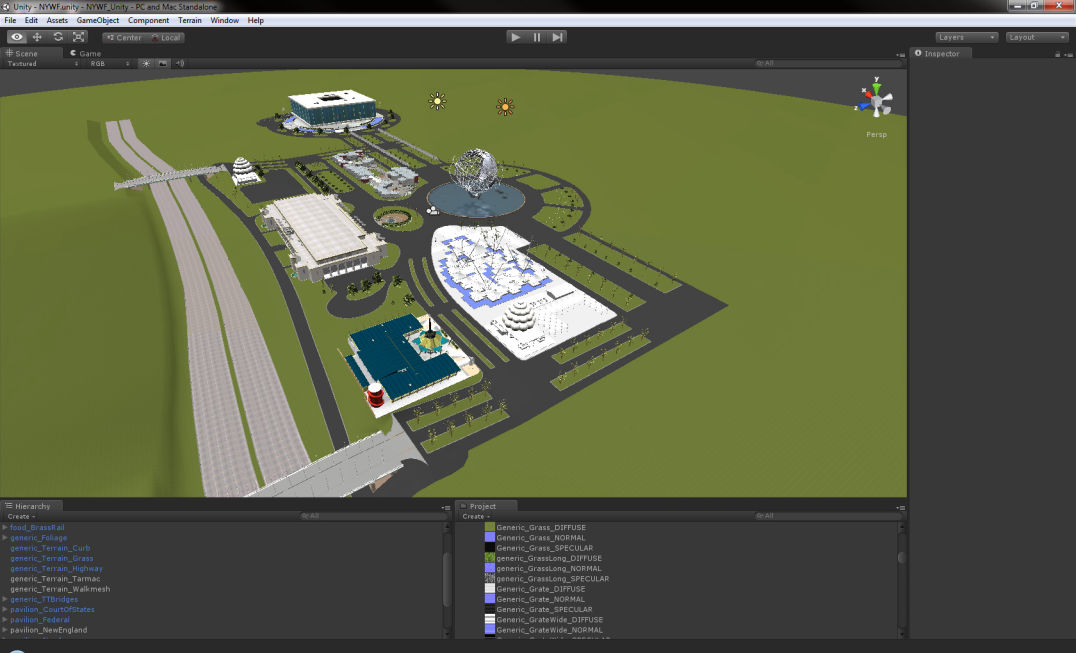 Unity - NYWF.unity - NYWF_Unity - PC and Mac Standalone
File Edit Assets GameObject Component Terrain Window Help
Center Local Layers Layout
Scene Game Inspector
Textured RGB All
y
x
z
Persp
Hierarchy Project
Create All Create All
food_BrassRail
generic_Foliage
generic_Terrain_Curb
generic_Terrain_Grass
generic_Terrain_Highway
generic_Terrain_Tarmac
generic_Terrain_Walkmesh
generic_TTBridges
pavilion_CourtOfStates
pavilion_Federal
pavilion_NewEngland
Generic_Grass_DIFFUSE
Generic_Grass_NORMAL
Generic_Grass_SPECULAR
Generic_grassLong_DIFFUSE
Generic_grassLong_NORMAL
Generic_grassLong_SPECULAR
Generic_Grate_DIFFUSE
Generic_Grate_NORMAL
Generic_Grate_SPECULAR
Generic_GrateWide_DIFFUSE
Generic_GrateWide_NORMAL